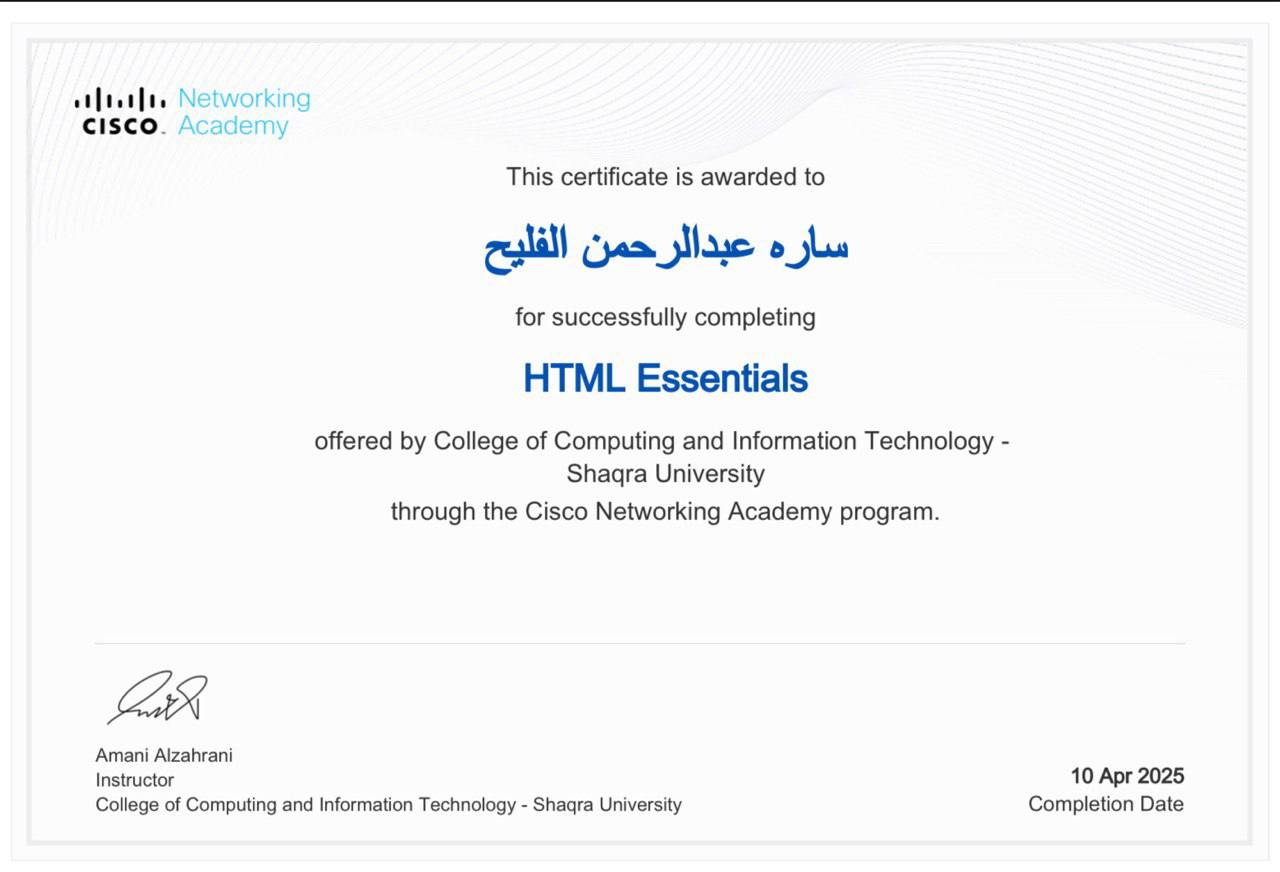 Networking
CISCO Academy
This certificate is awarded to
ساره عبدالرحمن الفليح
for successfully completing
HTML Essentials
offered by College of Computing and Information Technology -
Shaqra University
through the Cisco Networking Academy program.
Amani Alzahrani
Instructor
College of Computing and Information Technology - Shaqra University
10 Apr 2025
Completion Date